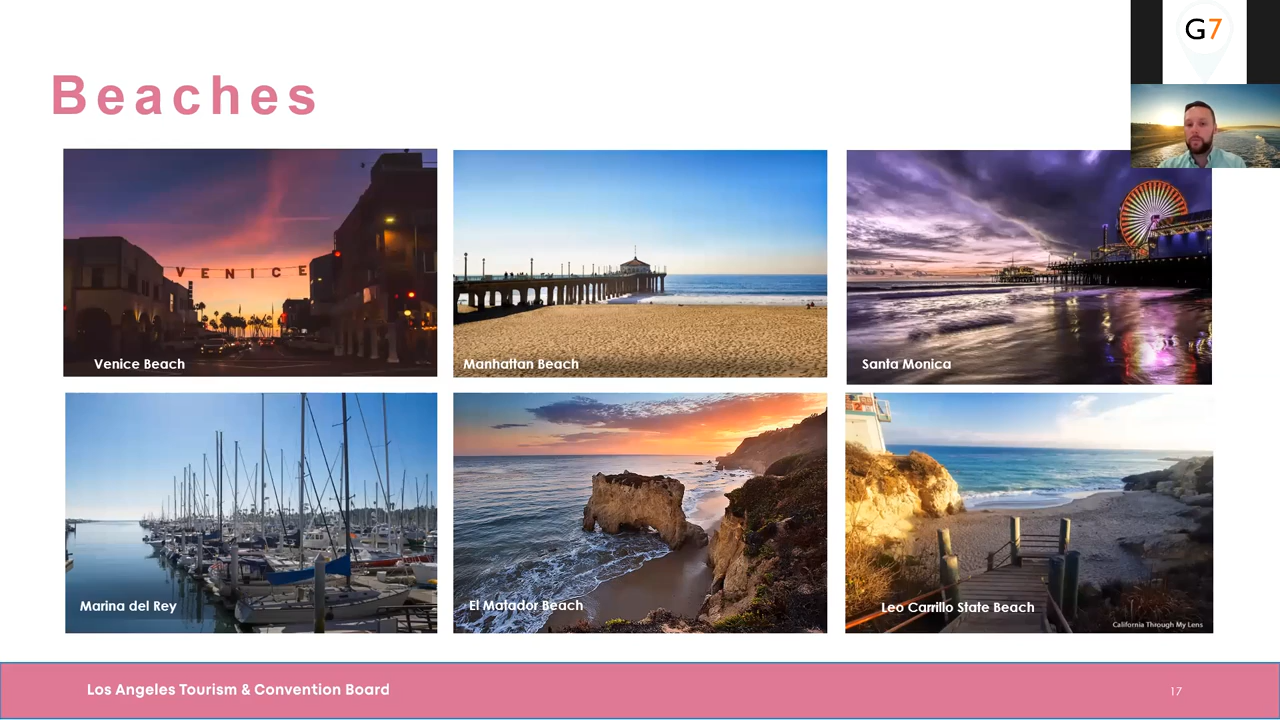 G7
Beaches
VENICE
Venice Beach
Manhattan Beach
Santa Monica
Marina del Rey
El Matador Beach
Leo Carrillo State Beach
California Through My Lens
Los Angeles Tourism & Convention Board
17